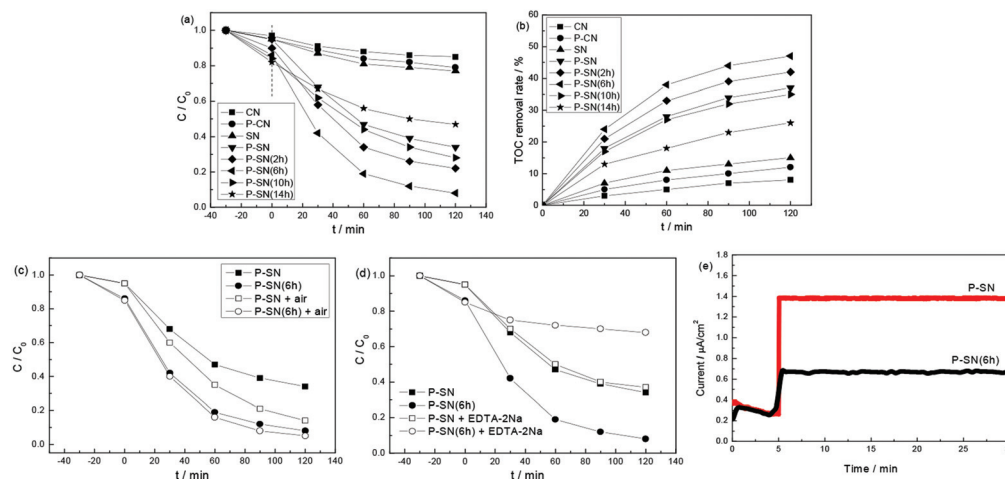 (a)
C / C0
1.0
0.8
0.6
0.4
0.2
0.0
CN
P-CN
SN
P-SN
P-SN(2h)
P-SN(6h)
P-SN(10h)
P-SN(14h)
-40 -20 0 20 40 60 80 100 120 140
t / min
(b)
TOC removal rate / %
60
55
50
45
40
35
30
25
20
15
10
5
0
CN
P-CN
SN
P-SN
P-SN(2h)
P-SN(6h)
P-SN(10h)
P-SN(14h)
0 30 60 90 120
t / min
(c)
C / C0
1.0
0.8
0.6
0.4
0.2
0.0
P-SN
P-SN(6h)
P-SN + air
P-SN(6h) + air
-40 -20 0 20 40 60 80 100 120 140
t / min
(d)
C / C0
1.0
0.8
0.6
0.4
0.2
0.0
P-SN
P-SN(6h)
P-SN + EDTA-2Na
P-SN(6h) + EDTA-2Na
-40 -20 0 20 40 60 80 100 120 140
t / min
(e)
Current / μA/cm²
1.8
1.6
1.4
1.2
1.0
0.8
0.6
0.4
0.2
0.0
P-SN
P-SN(6h)
0 5 10 15 20 25
Time / min